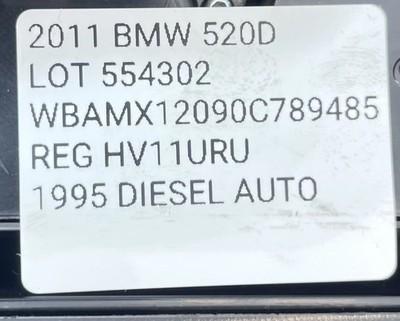 2011 BMW 520D
LOT 554302
WBAMX12090C789485
REG HV11URU
1995 DIESEL AUTO